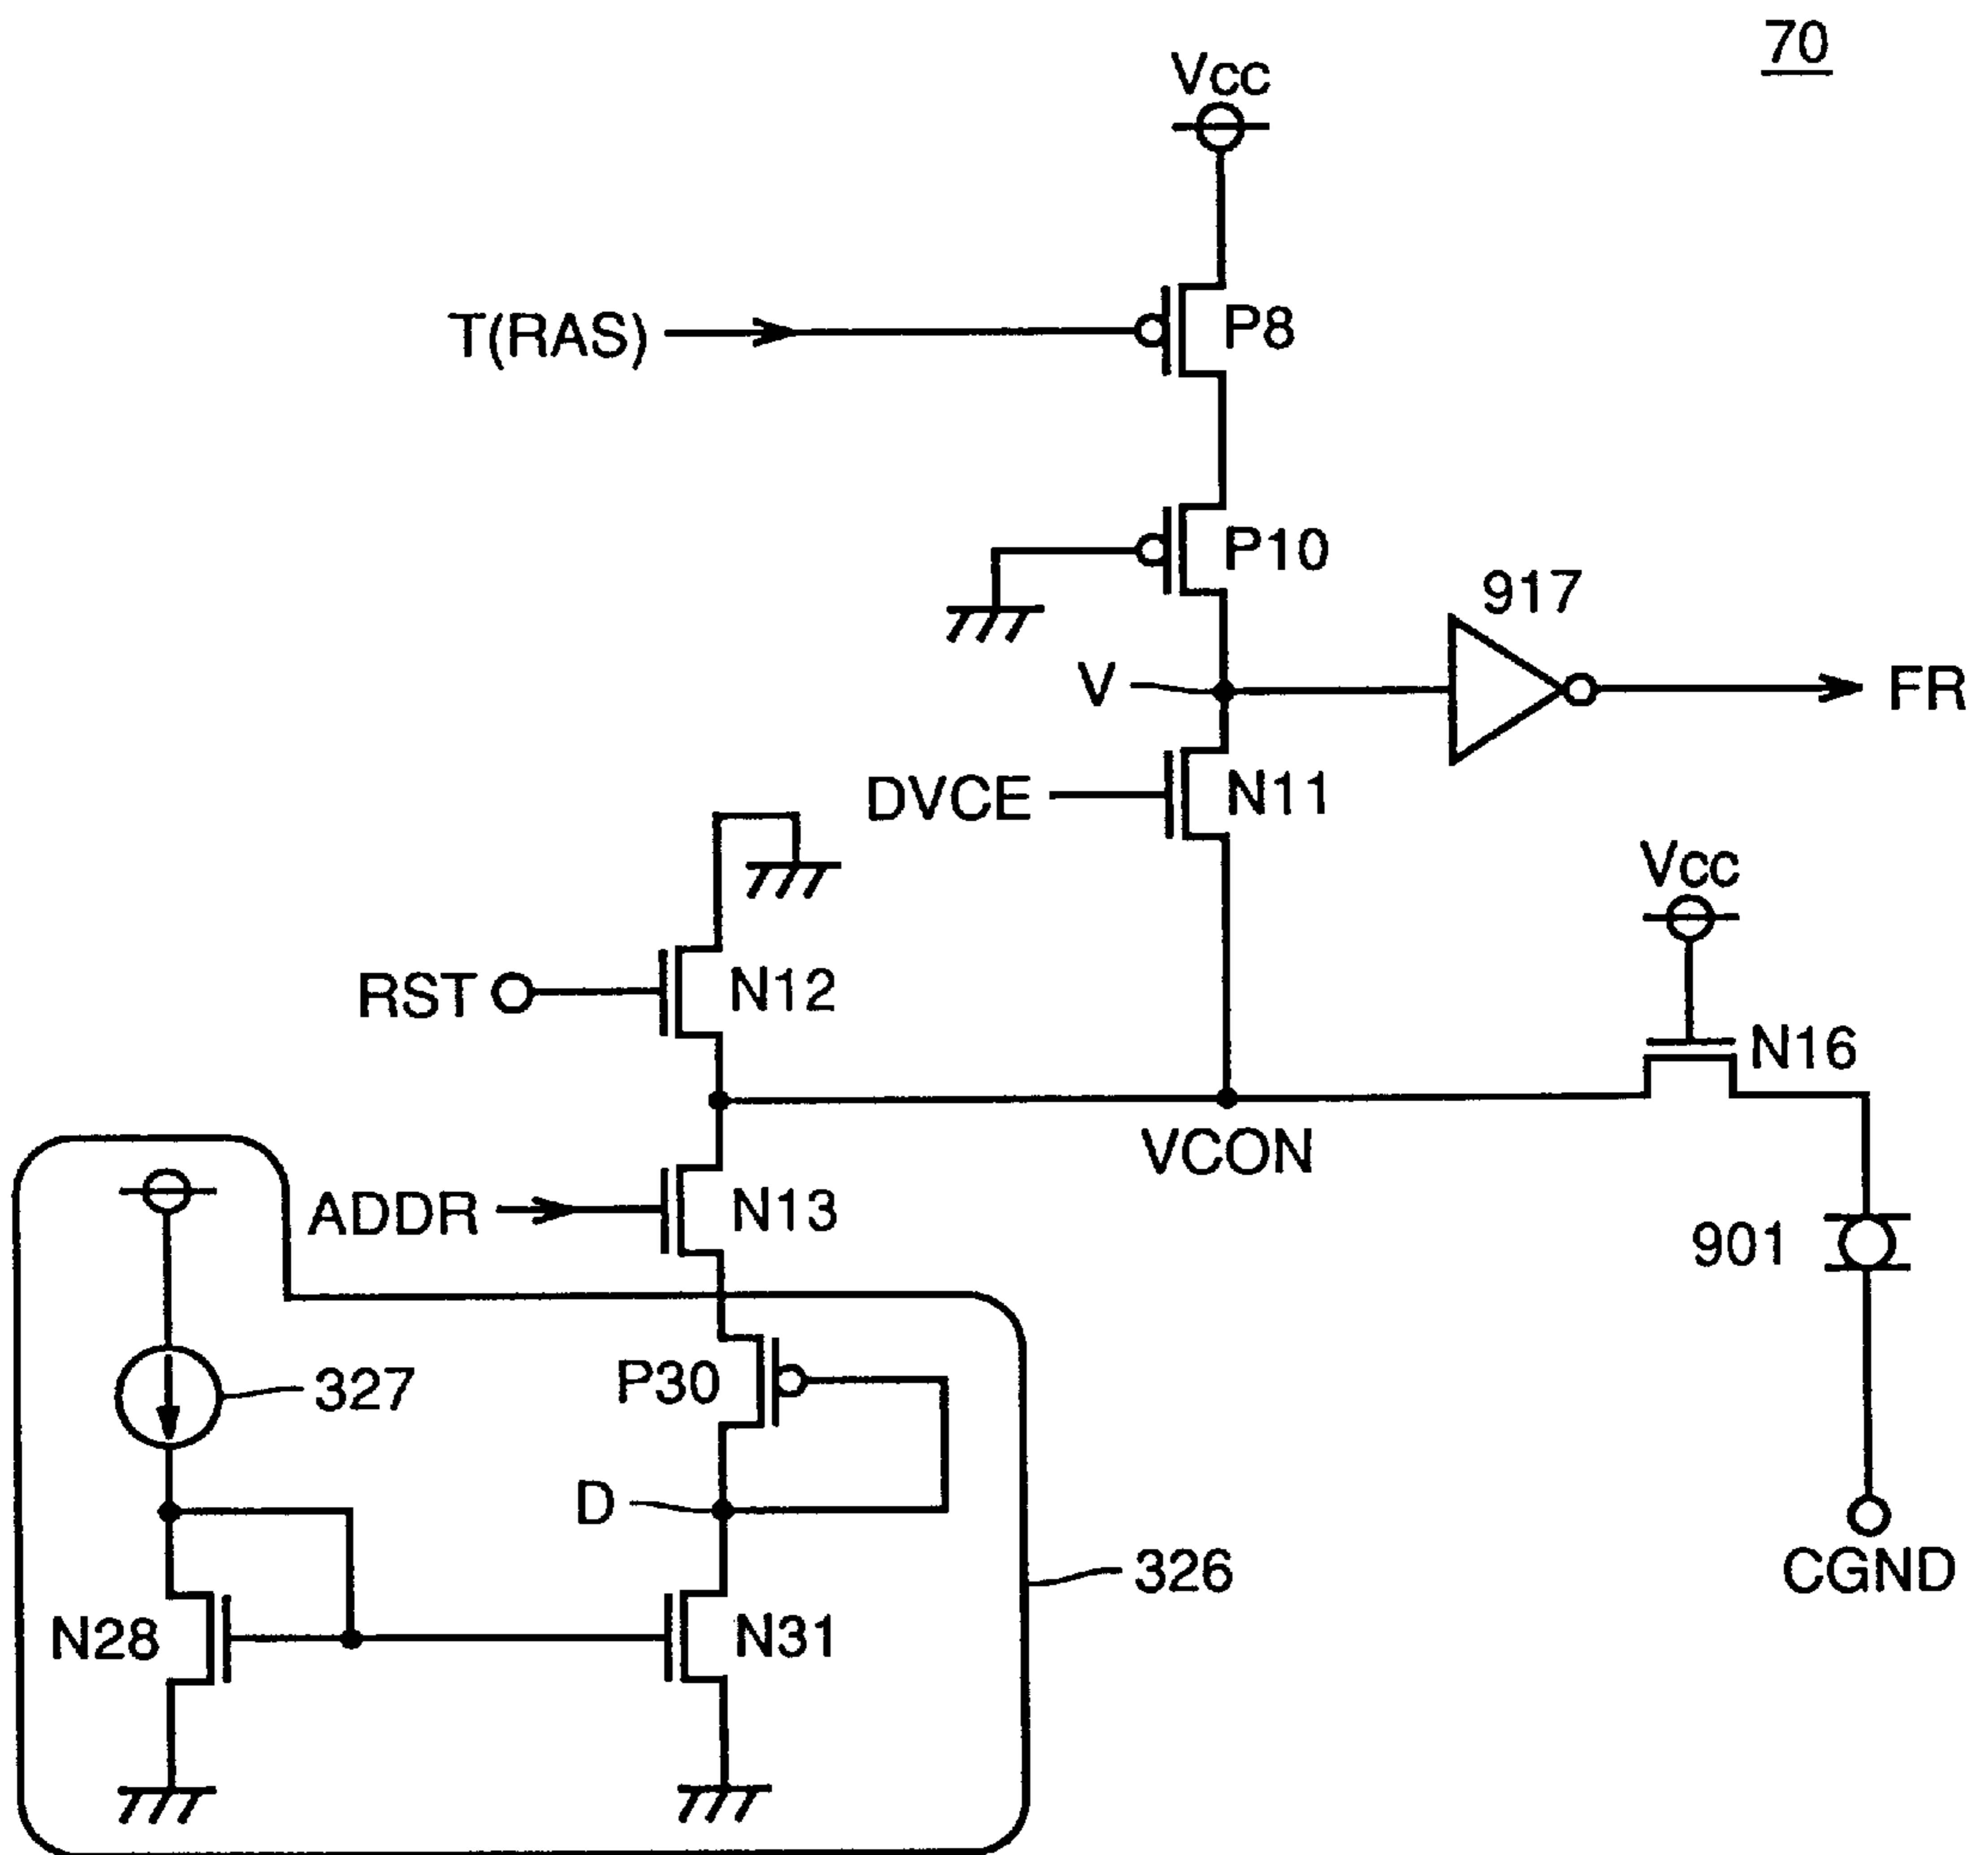 70
Vcc
T(RAS)
P8
P10
917
V
FR
DVCE
N11
Vcc
RST
N12
N16
VCON
ADDR
N13
901
P30
327
D
326
CGND
N28
N31